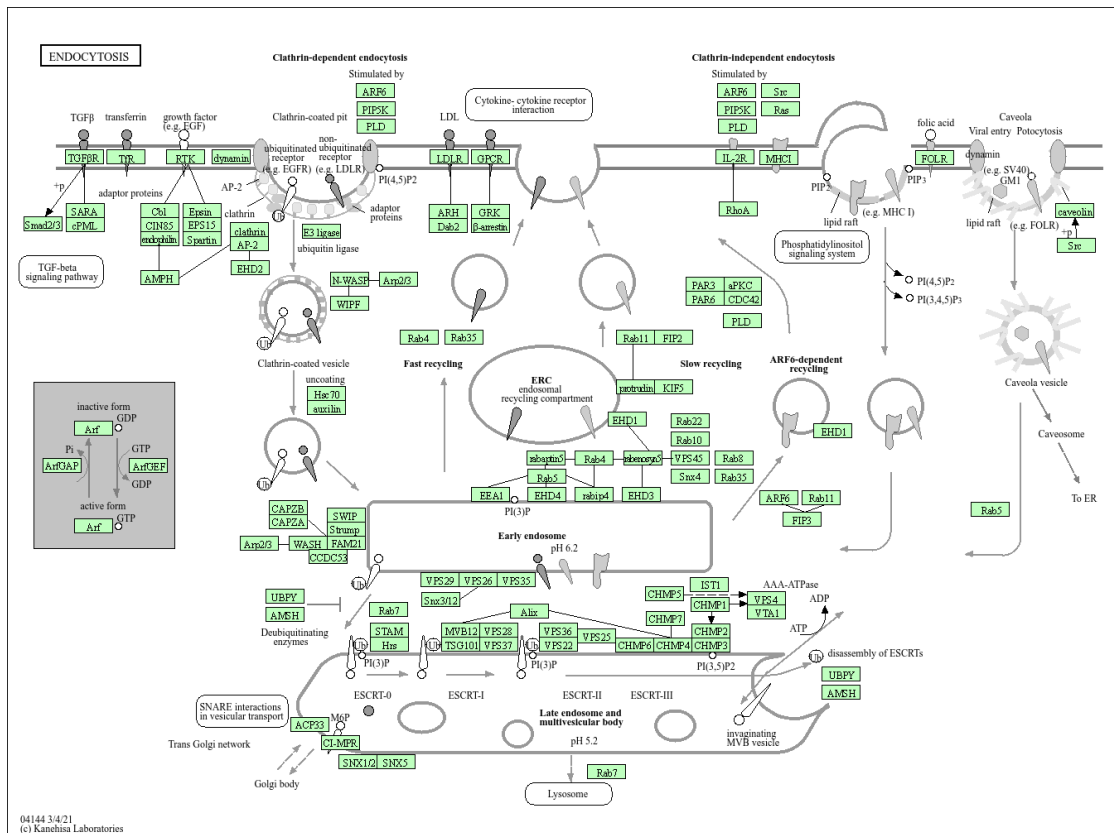 ENDOCYTOSIS
Clathrin-dependent endocytosis
Stimulated by
ARF6
PIP5K
PLD
Clathrin-independent endocytosis
Stimulated by
ARF6 Src
PIP5K Ras
PLD
Cytokine- cytokine receptor
interaction
TGFβ
transferrin
growth factor
(e.g. EGF)
Clathrin-coated pit
LDL
folic acid
Caveola
Viral entry Potocytosis
TGFβR
TfR
RTK
dynamin
ubiquitinated
receptor
(e.g. EGFR)
non-
ubiquitinated
receptor
(e.g. LDLR)
LDLR
GPCR
IL-2R
MHCI
FOLR
dynamin
(e.g. SV40)
GM1
PI(4,5)P2
PIP2
PIP3
+p
adaptor proteins
AP-2
clathrin
adaptor
proteins
Smad2/3
SARA
cPML
Cbl
CIN85
endophilin
Epsin
EPS15
Spartin
clathrin
AP-2
EHD2
AMPH
Ub
E3 ligase
ubiquitin ligase
ARH
Dab2
GRK
β-arrestin
RhoA
lipid raft
(e.g. MHC I)
lipid raft
(e.g. FOLR)
caveolin
+p
Src
TGF-beta
signaling pathway
Phosphatidylinositol
signaling system
N-WASP
Arp2/3
WIPF
PAR3 aPKC
PAR6 CDC42
PLD
PI(4,5)P2
PI(3,4,5)P3
Ub
Clathrin-coated vesicle
Rab4
Rab35
Fast recycling
Rab11 FIP2
Slow recycling
protrudin KIF5
ARF6-dependent
recycling
Caveola vesicle
uncoating
Hsc70
auxilin
ERC
endosomal
recycling compartment
EHD1
EHD1
Caveosome
To ER
inactive form
Arf
GDP
Pi
GTP
ArfGAP
ArfGEF
GDP
active form
Arf
GTP
Ub
rabaptin5
Rab4
rabenosyn5
Rab22
Rab10
VPS45
Snx4
Rab8
Rab35
Rab5
EEA1
EHD4
rabip4
EHD3
PI(3)P
ARF6 Rab11
FIP3
Rab5
CAPZB
CAPZA
SWIP
Strump
Arp2/3
WASH
FAM21
CCDC53
Early endosome
pH 6.2
Ub
VPS29 VPS26 VPS35
Snx3/12
UBPY
AMSH
Deubiquitinating
enzymes
Rab7
STAM
Hrs
Alix
MVB12 VPS28
TSG101 VPS37
VPS36
VPS22
VPS25
IST1
CHMP5
CHMP1
CHMP7
CHMP2
CHMP6 CHMP4 CHMP3
AAA-ATPase
VPS4
VTA1
ADP
ATP
Ub
Ub
Ub
PI(3)P
PI(3)P
PI(3,5)P2
Ub
disassembly of ESCRTs
UBPY
AMSH
ESCRT-0
ESCRT-I
ESCRT-II
ESCRT-III
SNARE interactions
in vesicular transport
ACP33
M6P
CI-MPR
Trans Golgi network
Golgi body
SNX1/2 SNX5
Late endosome and
multivesicular body
pH 5.2
invaginating
MVB vesicle
Rab7
Lysosome
04144 3/4/21
(c) Kanehisa Laboratories